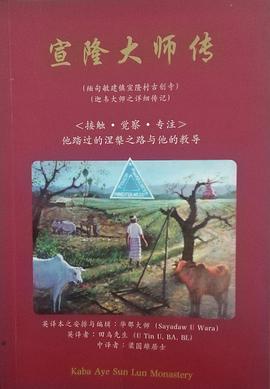 宣隆大师传
(缅甸敏建镇宣隆村古创寺)
(迦韦大师之详细传记)
<接触·觉察·专注>
他踏过的涅槃之路与他的教导
英译本之安排与编辑:华那大师 (Sayadaw U Wara)
英译者:田乌先生 (U Tin U, BA, BL)
中译者:梁国雄居士
Kaba Aye Sun Lun Monastery